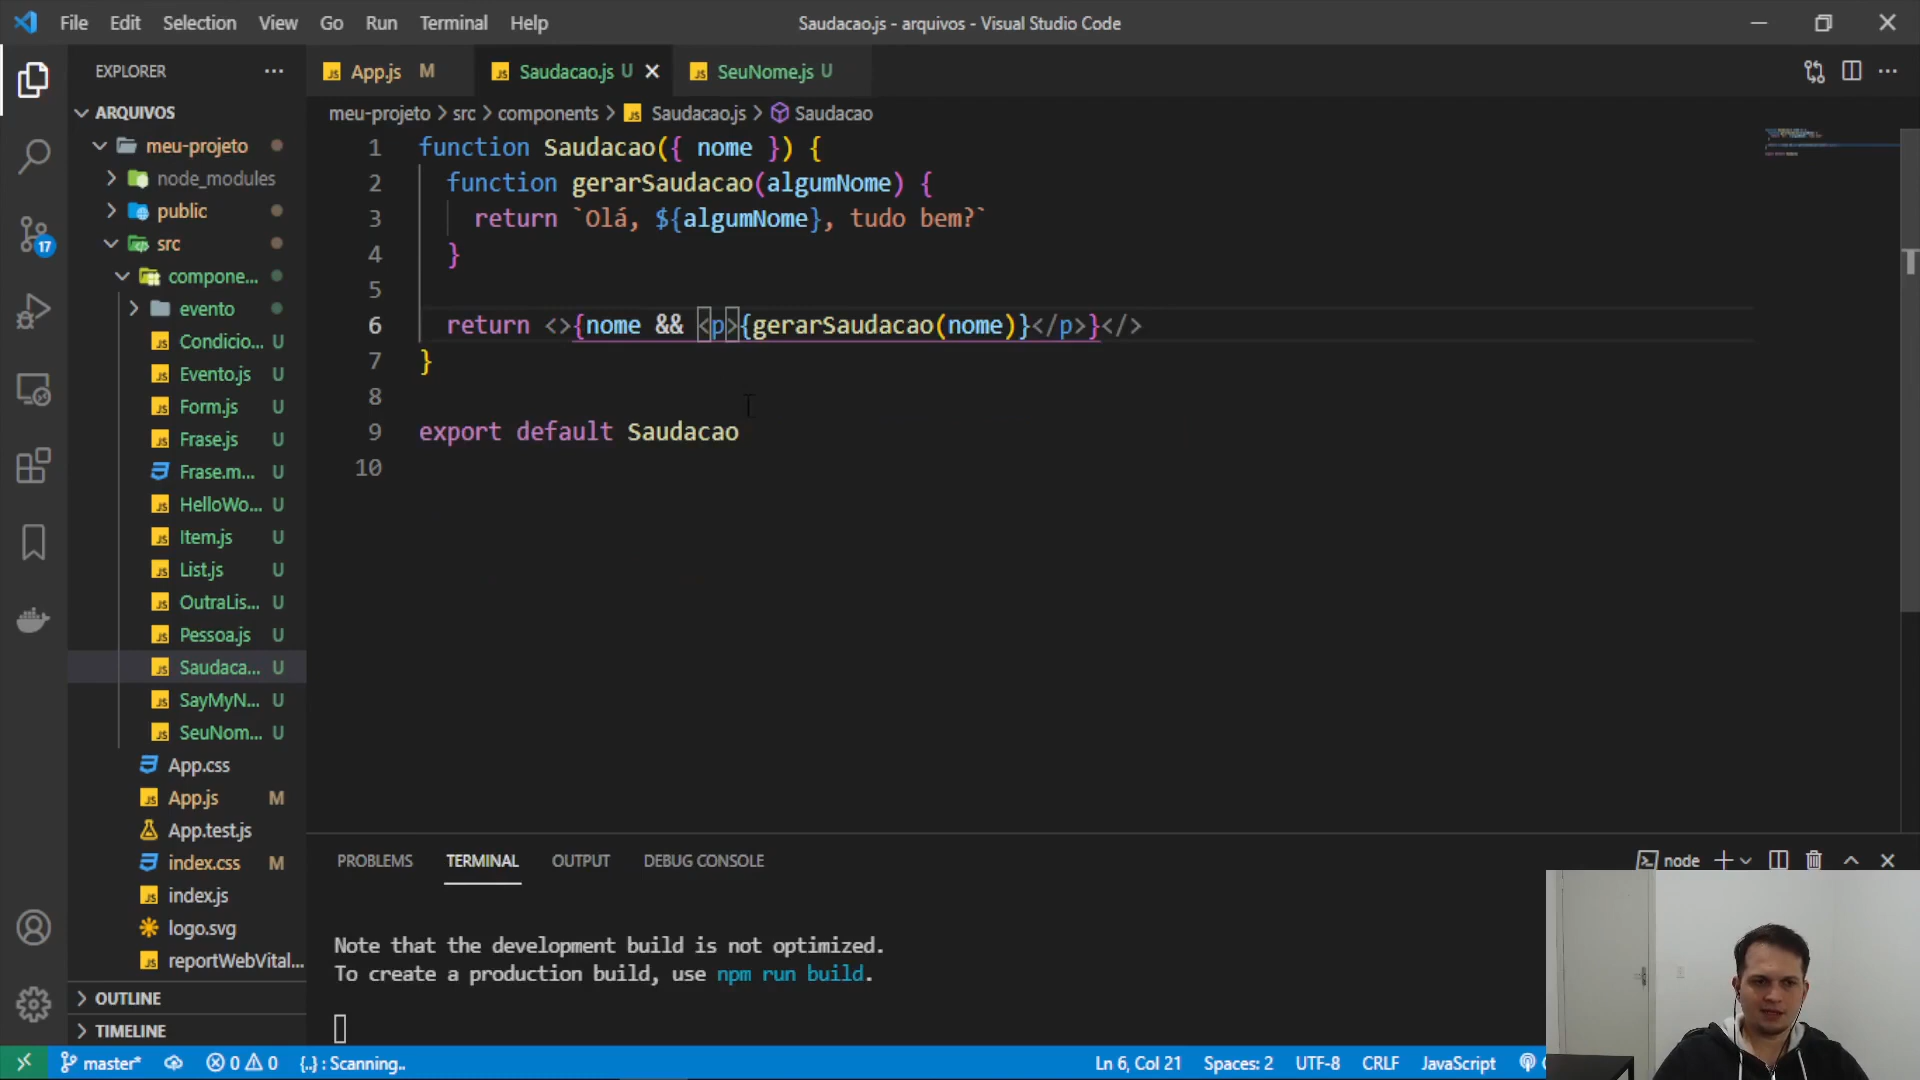 File Edit Selection View Go Run Terminal Help
Saudacao.js - arquivos - Visual Studio Code
EXPLORER
ARQUIVOS
meu-projeto
node_modules
public
src
compone...
evento
Condicio... U
Evento.js U
Form.js U
Frase.js U
Frase.m... U
HelloWo... U
Item.js U
List.js U
OutraLis... U
Pessoa.js U
Saudaca... U
SayMyN... U
SeuNom... U
App.css
App.js M
App.test.js
index.css M
index.js
logo.svg
reportWebVital...
OUTLINE
TIMELINE
17
App.js M Saudacao.js U SeuNome.js U
meu-projeto > src > components > Saudacao.js > Saudacao
1 function Saudacao({ nome }) {
2 function gerarSaudacao(algumNome) {
3 return `Olá, ${algumNome}, tudo bem?`
4 }
5
6 return <>{nome && <p>{gerarSaudacao(nome)}</p>}</>
7 }
8
9 export default Saudacao
10
PROBLEMS TERMINAL OUTPUT DEBUG CONSOLE
node
Note that the development build is not optimized.
To create a production build, use npm run build.
master* 0 0 {..} : Scanning..
Ln 6, Col 21 Spaces: 2 UTF-8 CRLF JavaScript